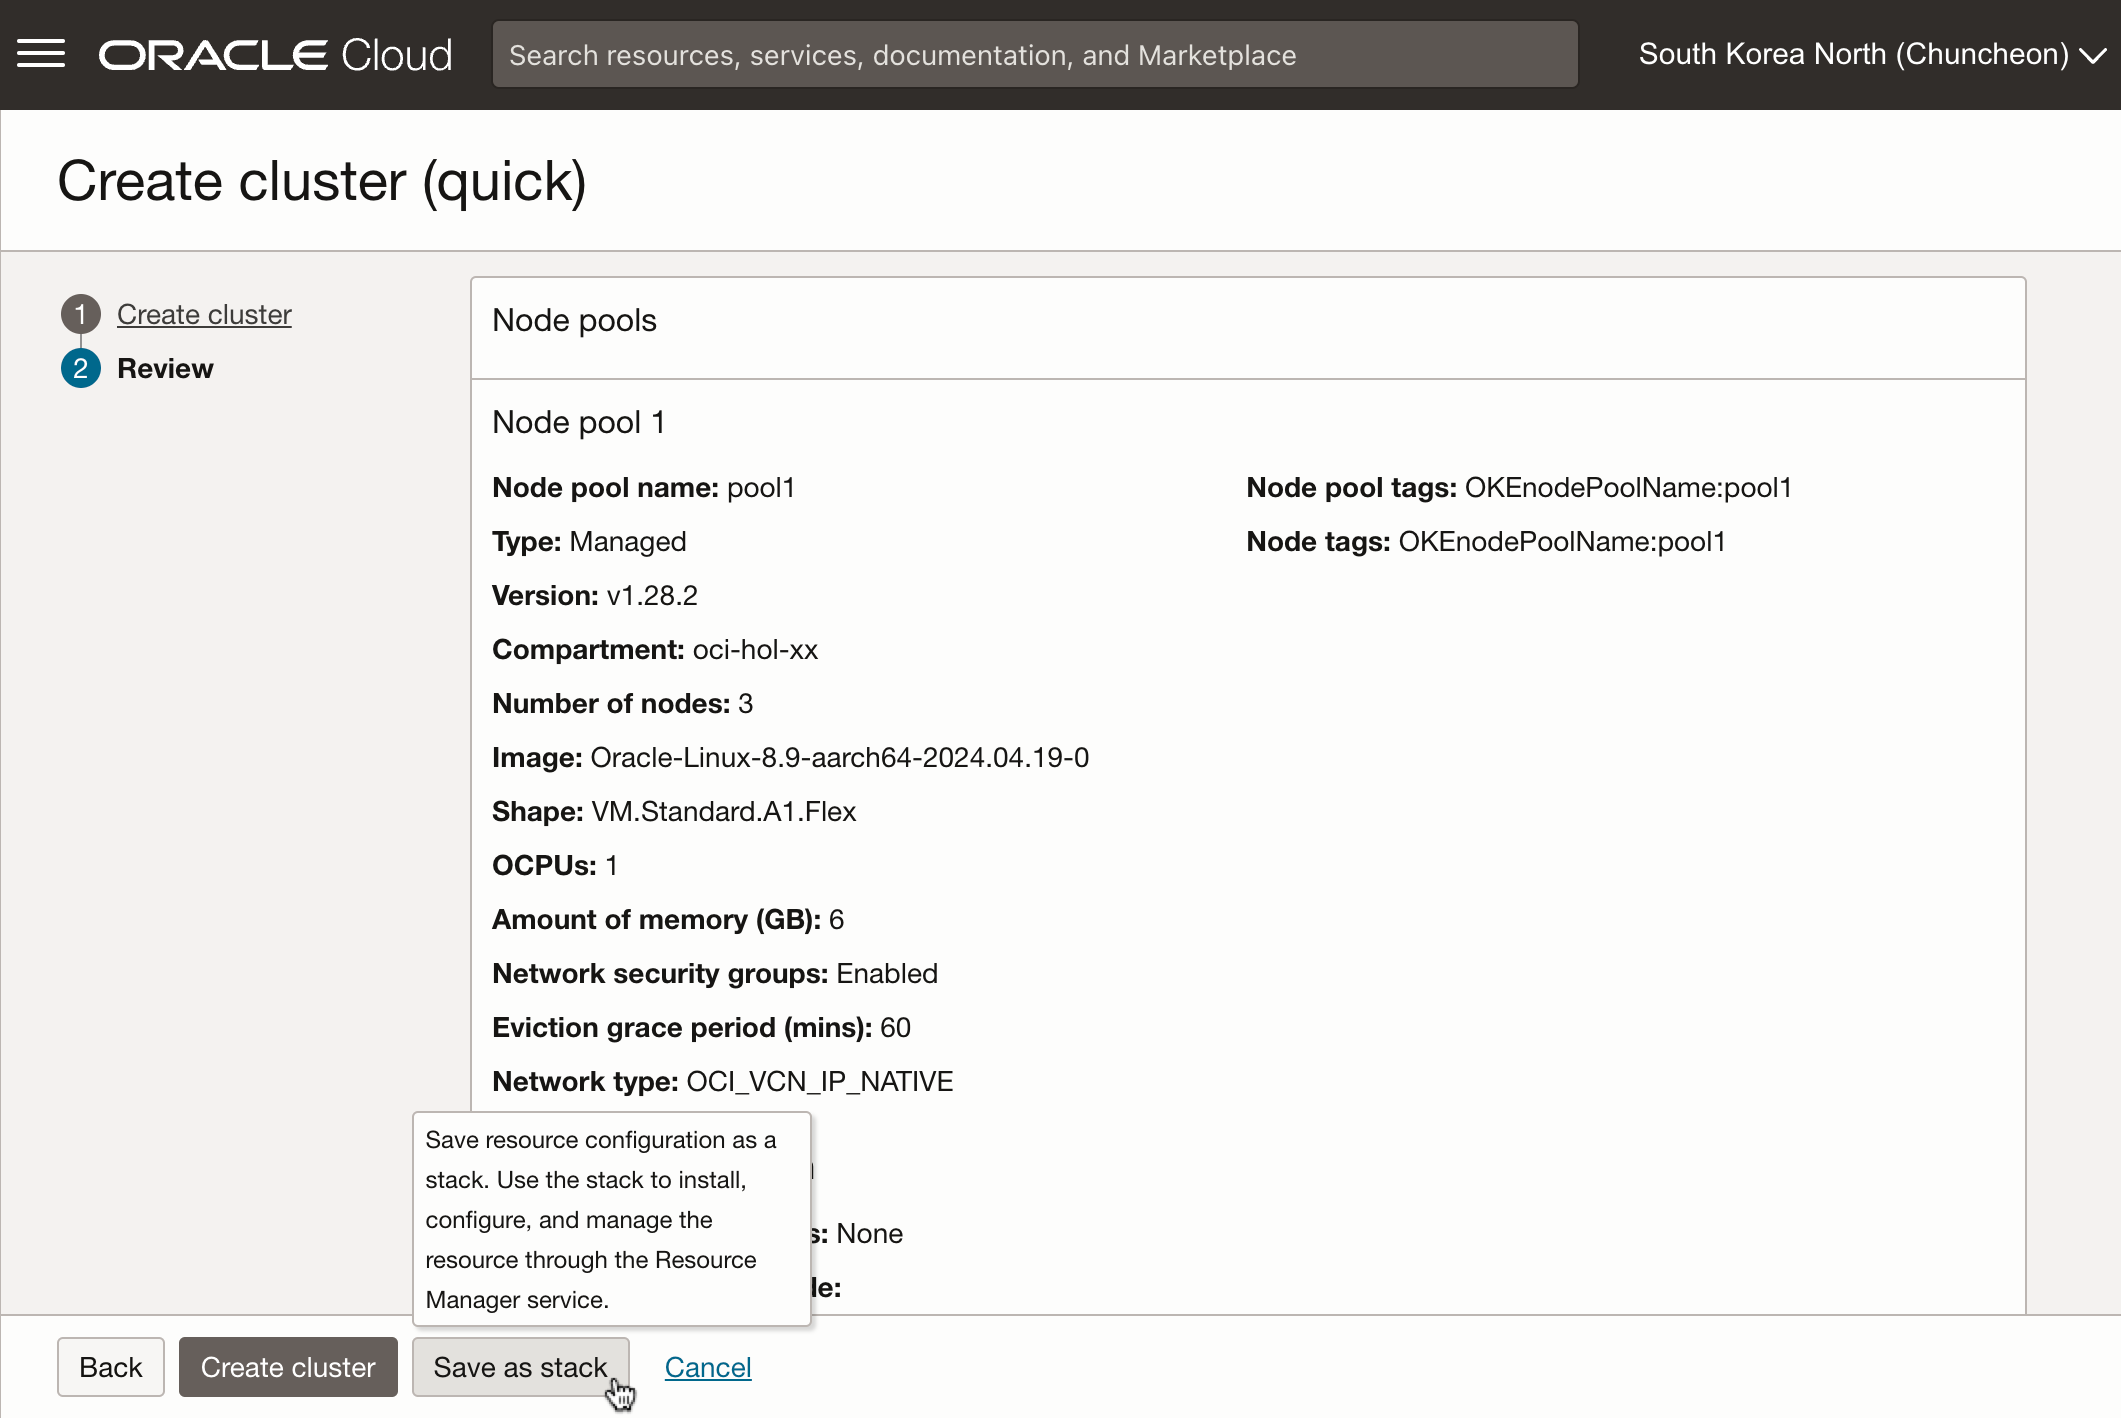 ORACLE Cloud
Search resources, services, documentation, and Marketplace
South Korea North (Chuncheon)
Create cluster (quick)
1 Create cluster
2 Review
Node pools
Node pool 1
Node pool name: pool1
Node pool tags: OKEnodePoolName:pool1
Type: Managed
Node tags: OKEnodePoolName:pool1
Version: v1.28.2
Compartment: oci-hol-xx
Number of nodes: 3
Image: Oracle-Linux-8.9-aarch64-2024.04.19-0
Shape: VM.Standard.A1.Flex
OCPUs: 1
Amount of memory (GB): 6
Network security groups: Enabled
Eviction grace period (mins): 60
Network type: OCI_VCN_IP_NATIVE
Save resource configuration as a
stack. Use the stack to install,
configure, and manage the
resource through the Resource
Manager service.
None
Back
Create cluster
Save as stack
Cancel